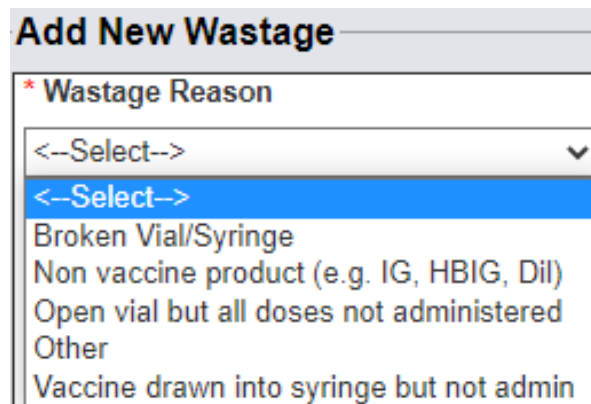 Add New Wastage
* Wastage Reason
<--Select-->
<--Select-->
Broken Vial/Syringe
Non vaccine product (e.g. IG, HBIG, Dil)
Open vial but all doses not administered
Other
Vaccine drawn into syringe but not admin